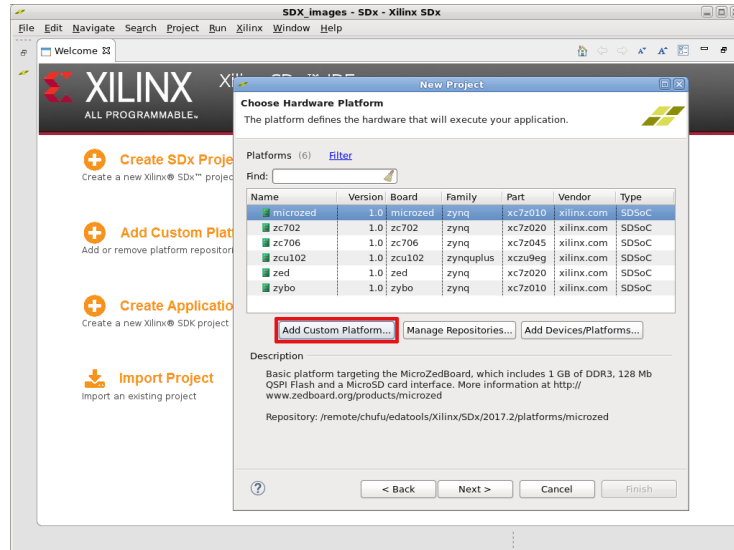 SDX_images - SDx - Xilinx SDx
File Edit Navigate Search Project Run Xilinx Window Help
Welcome
XILINX
ALL PROGRAMMABLE™
Create SDx Proje
Create a new Xilinx® SDx™ projec
Add Custom Plat
Add or remove platform repositori
Create Applicatio
Create a new Xilinx® SDK project
Import Project
Import an existing project
New Project
Choose Hardware Platform
The platform defines the hardware that will execute your application.
Platforms (6) Filter
Find:
Name Version Board Family Part Vendor Type
microzed 1.0 microzed zynq xc7z010 xilinx.com SDSoC
zc702 1.0 zc702 zynq xc7z020 xilinx.com SDSoC
zc706 1.0 zc706 zynq xc7z045 xilinx.com SDSoC
zcu102 1.0 zcu102 zynquplus xczu9eg xilinx.com SDSoC
zed 1.0 zed zynq xc7z020 xilinx.com SDSoC
zybo 1.0 zybo zynq xc7z010 xilinx.com SDSoC
Add Custom Platform... Manage Repositories... Add Devices/Platforms...
Description
Basic platform targeting the MicroZedBoard, which includes 1 GB of DDR3, 128 Mb
QSPI Flash and a MicroSD card interface. More information at http://
www.zedboard.org/products/microzed
Repository: /remote/chufu/edatools/Xilinx/SDx/2017.2/platforms/microzed
< Back Next > Cancel Finish